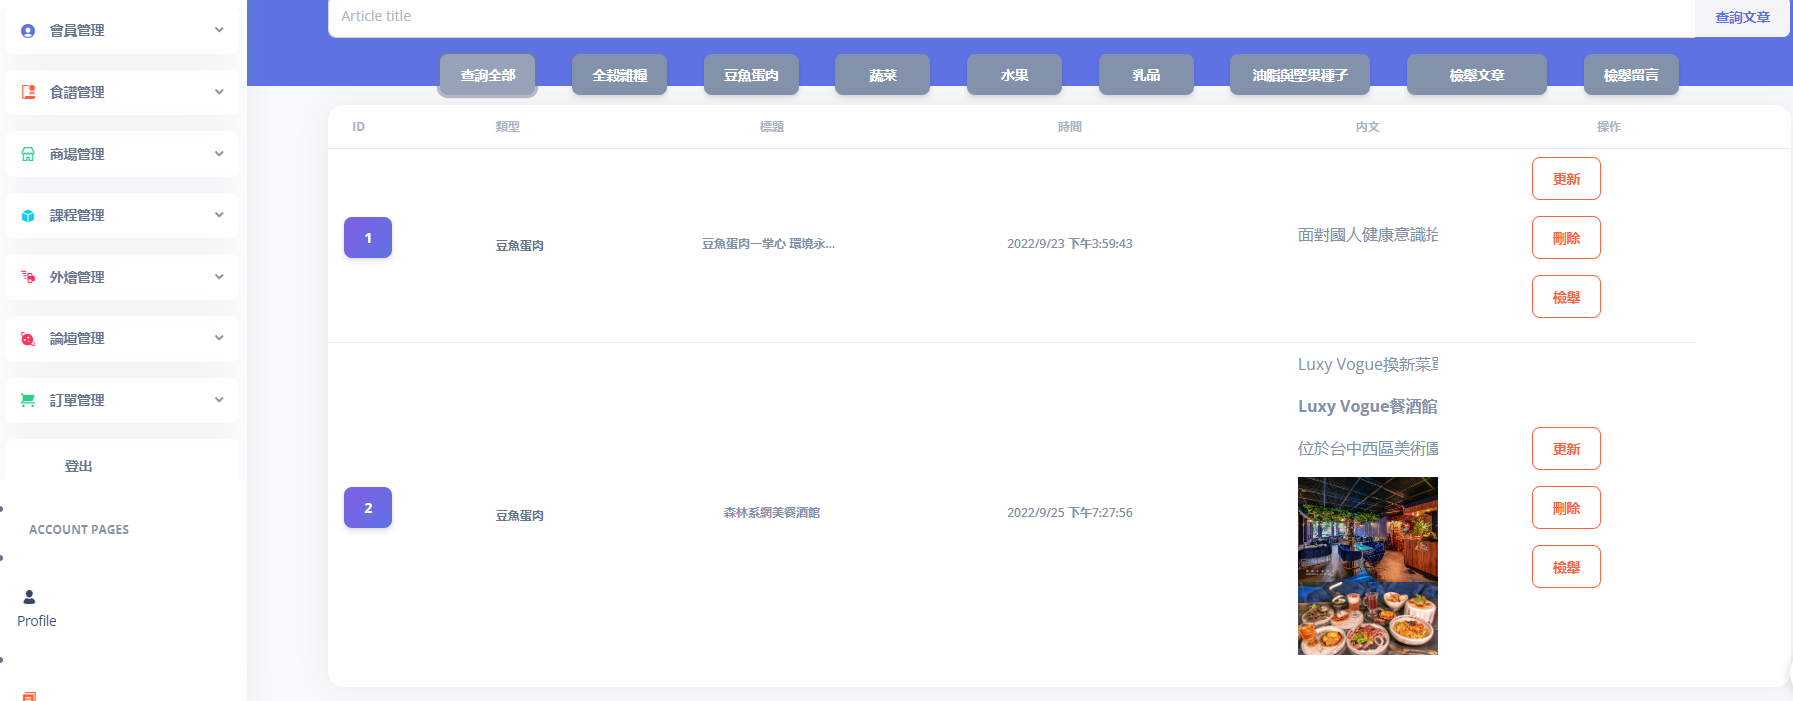 會員管理
食譜管理
商場管理
課程管理
外燴管理
論壇管理
訂單管理
登出
ACCOUNT PAGES
Profile
Article title
查詢文章
查詢全部
全穀雜糧
豆魚蛋肉
蔬菜
水果
乳品
油脂與堅果種子
檢舉文章
檢舉留言
ID
類型
標題
時間
內文
操作
1
豆魚蛋肉
豆魚蛋肉一掌心 環境永...
2022/9/23 下午3:59:43
面對國人健康意識抬
更新
刪除
檢舉
2
豆魚蛋肉
森林系網美餐酒館
2022/9/25 下午7:27:56
Luxy Vogue換新菜單
Luxy Vogue餐酒館
位於台中西區美術園
更新
刪除
檢舉